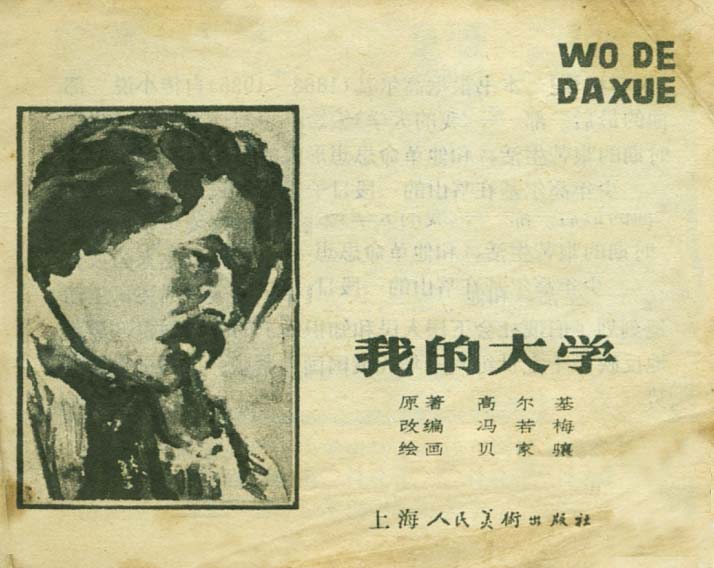 WO DE
DAXUE
我的大学
原著 高尔基
改编 冯若梅
绘画 贝家骧
上海人民美術出版社